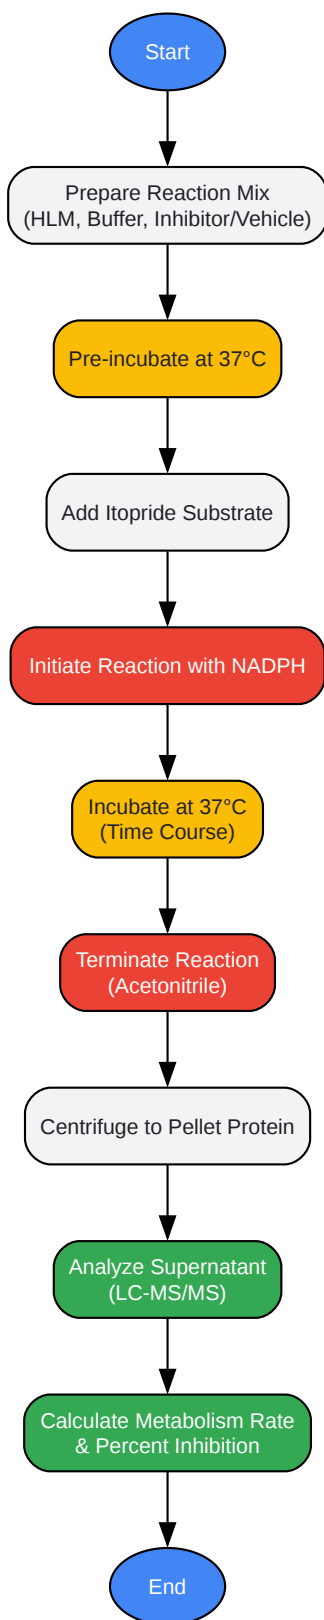 Start
Prepare Reaction Mix
(HLM, Buffer, Inhibitor/Vehicle)
Pre-incubate at 37°C
Add Itopride Substrate
Initiate Reaction with NADPH
Incubate at 37°C
(Time Course)
Terminate Reaction
(Acetonitrile)
Centrifuge to Pellet Protein
Analyze Supernatant
(LC-MS/MS)
Calculate Metabolism Rate
& Percent Inhibition
End